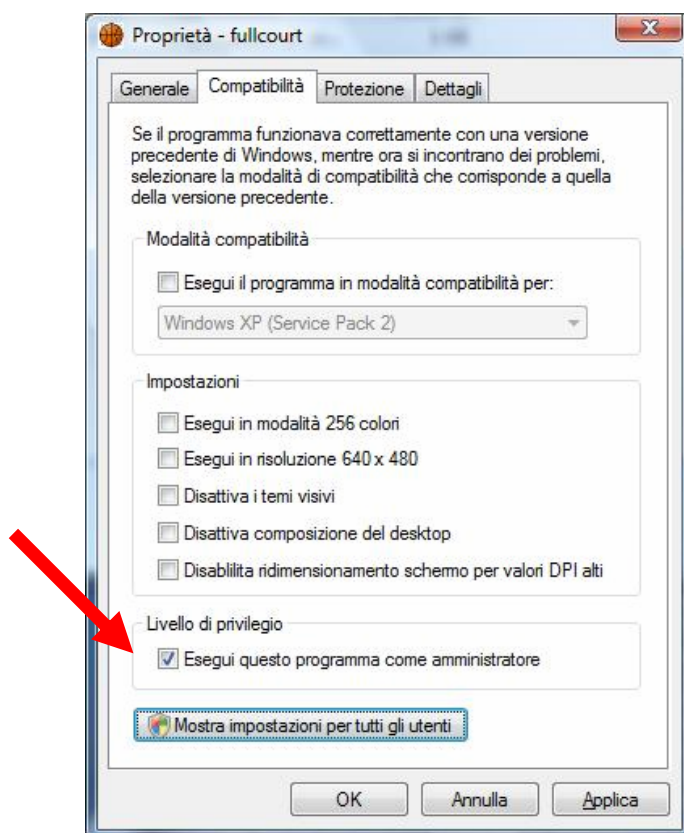 Proprietà - fullcourt
Generale Compatibilità Protezione Dettagli
Se il programma funzionava correttamente con una versione
precedente di Windows, mentre ora si incontrano dei problemi,
selezionare la modalità di compatibilità che corrisponde a quella
della versione precedente.
Modalità compatibilità
Esegui il programma in modalità compatibilità per:
Windows XP (Service Pack 2)
Impostazioni
Esegui in modalità 256 colori
Esegui in risoluzione 640 x 480
Disattiva i temi visivi
Disattiva composizione del desktop
Disablilita ridimensionamento schermo per valori DPI alti
Livello di privilegio
Esegui questo programma come amministratore
Mostra impostazioni per tutti gli utenti
OK Annulla Applica